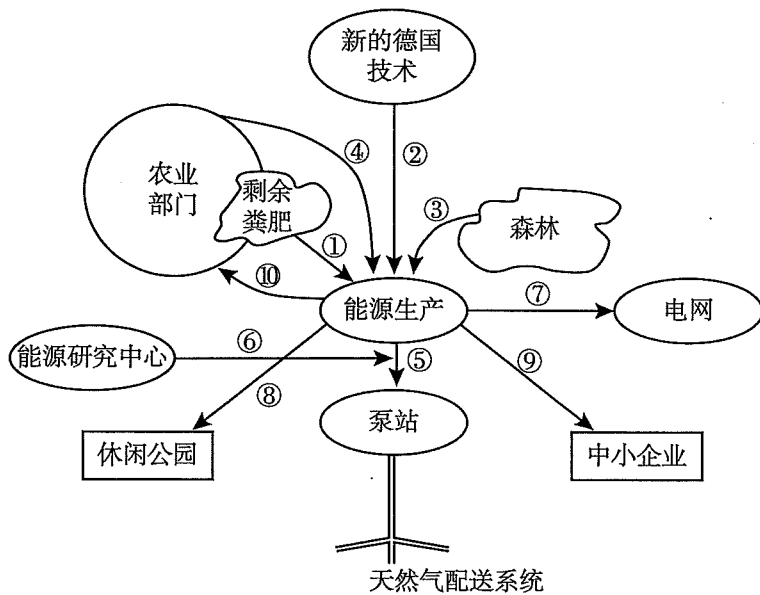 新的德国
技术
④
②
农业
部门
剩余
粪肥
③
森林
①
⑩
能源生产
⑦
电网
能源研究中心
⑥
⑤
⑨
⑧
泵站
休闲公园
中小企业
天然气配送系统